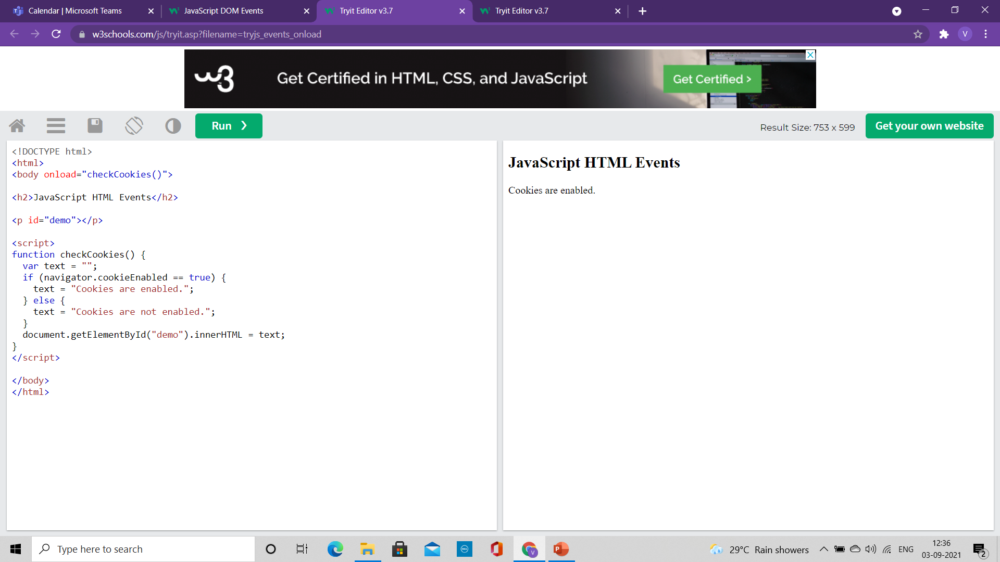 Calendar | Microsoft Teams
JavaScript DOM Events
Tryit Editor v3.7
Tryit Editor v3.7
w3schools.com/js/tryit.asp?filename=tryjs_events_onload
V
w3
Get Certified in HTML, CSS, and JavaScript
Get Certified >
Run ❯
Result Size: 753 x 599
Get your own website
<!DOCTYPE html>
<html>
<body onload="checkCookies()">
<h2>JavaScript HTML Events</h2>
<p id="demo"></p>
<script>
function checkCookies() {
  var text = "";
  if (navigator.cookieEnabled == true) {
    text = "Cookies are enabled.";
  } else {
    text = "Cookies are not enabled.";
  }
  document.getElementById("demo").innerHTML = text;
}
</script>
</body>
</html>
JavaScript HTML Events
Cookies are enabled.
Type here to search
DELL
V
P
29°C Rain showers
ENG
12:36
03-09-2021
2